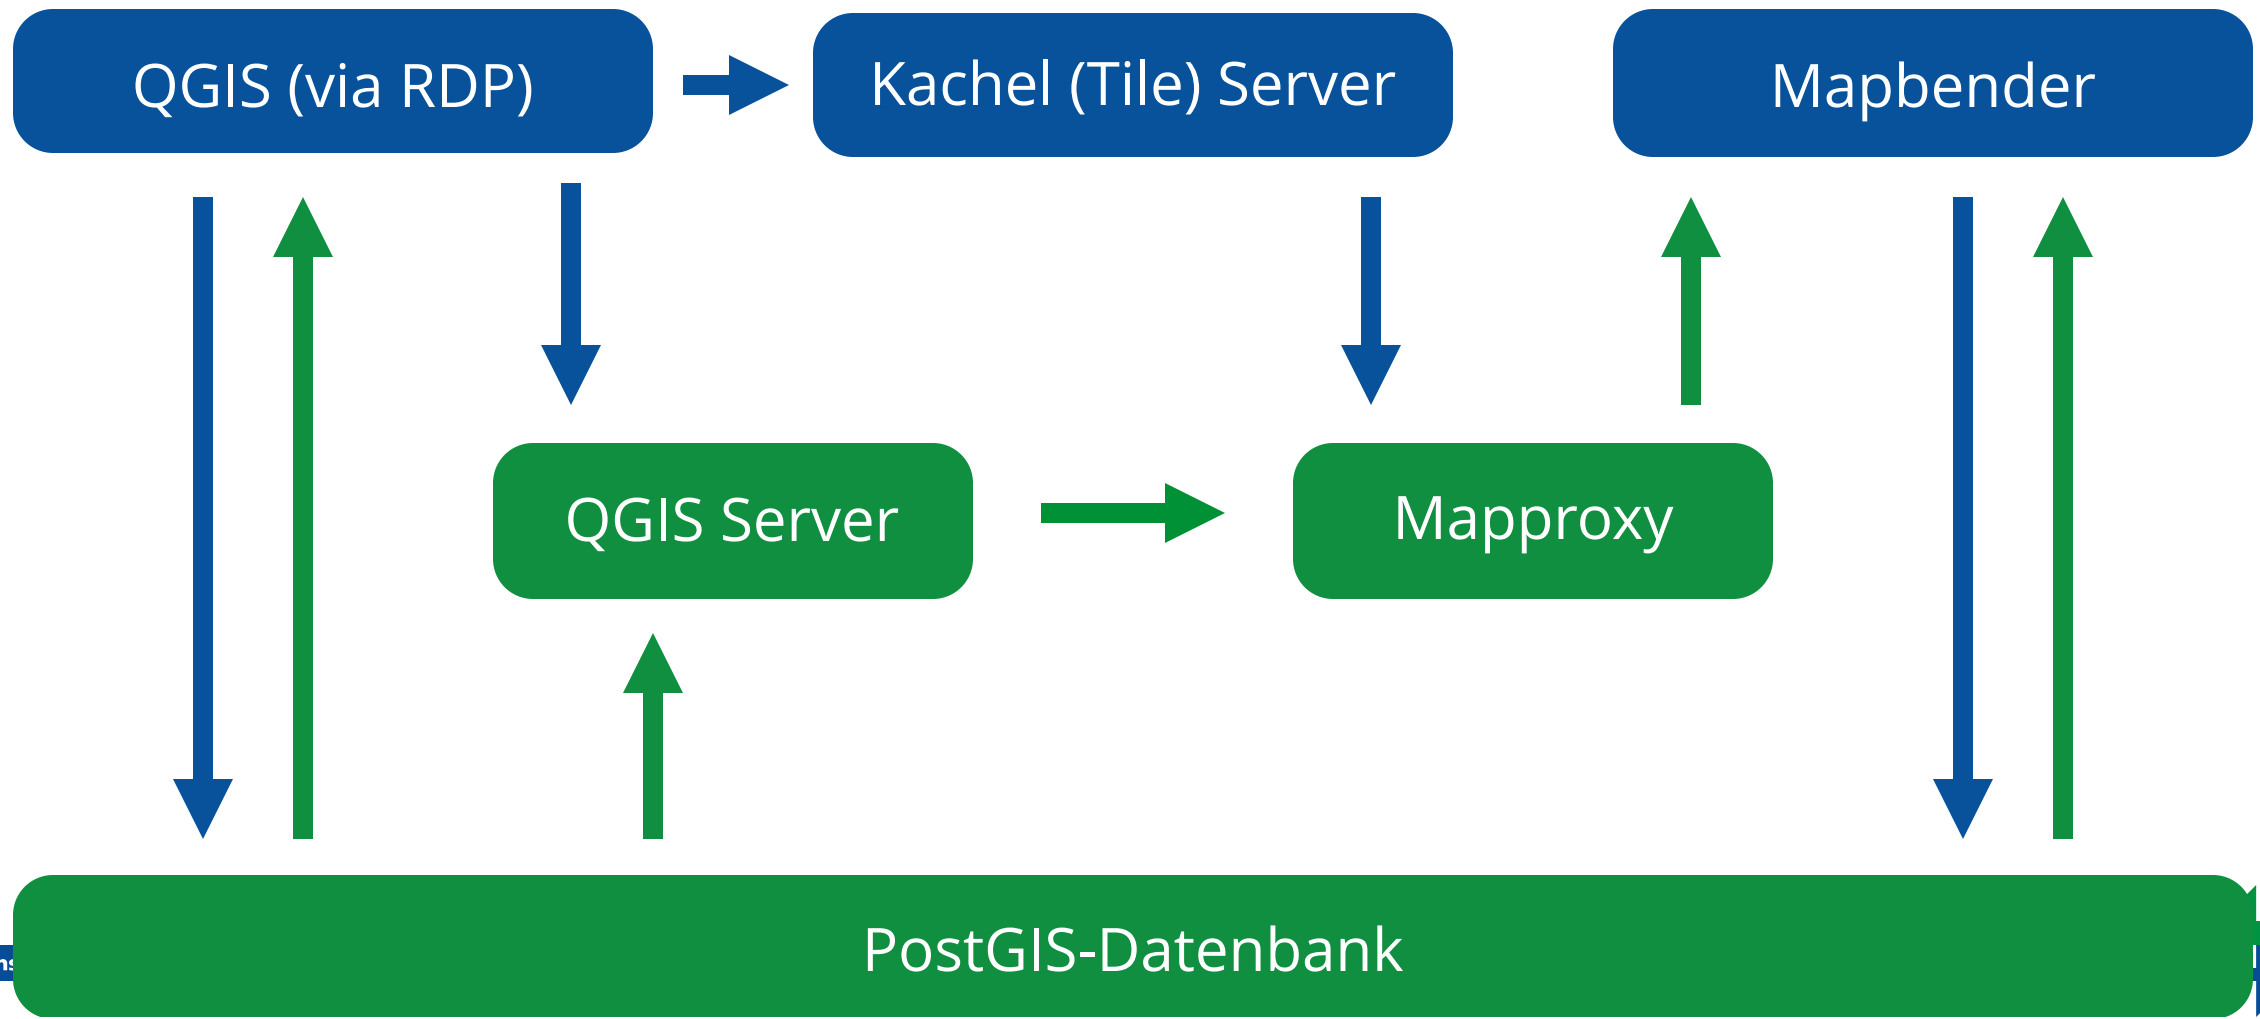 QGIS (via RDP)
Kachel (Tile) Server
Mapbender
QGIS Server
Mapproxy
PostGIS-Datenbank